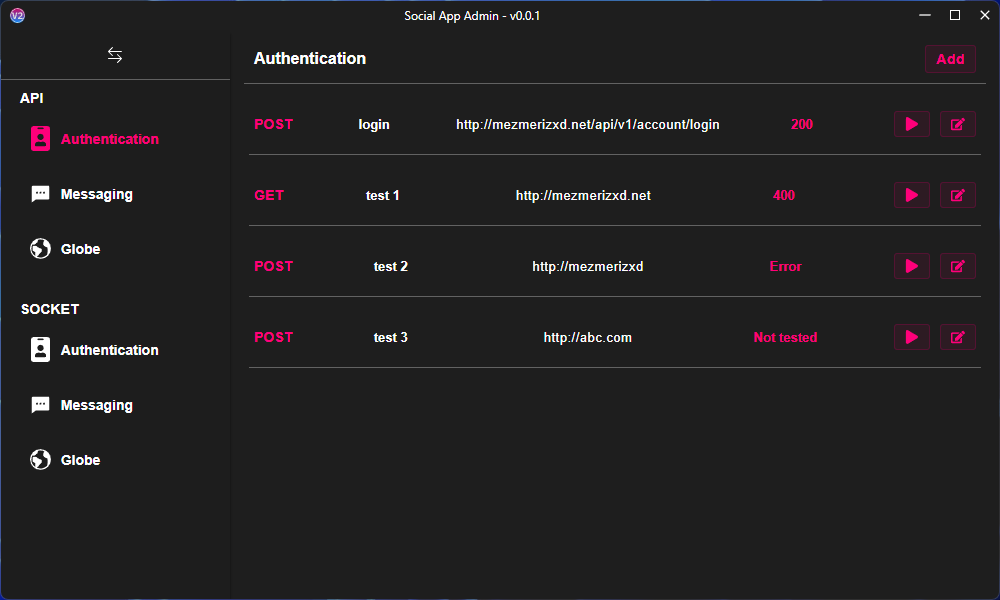 V2 Social App Admin - v0.0.1
API
Authentication
Messaging
Globe
SOCKET
Authentication
Messaging
Globe
Authentication Add
POST login http://mezmerizxd.net/api/v1/account/login 200
GET test 1 http://mezmerizxd.net 400
POST test 2 http://mezmerizxd Error
POST test 3 http://abc.com Not tested